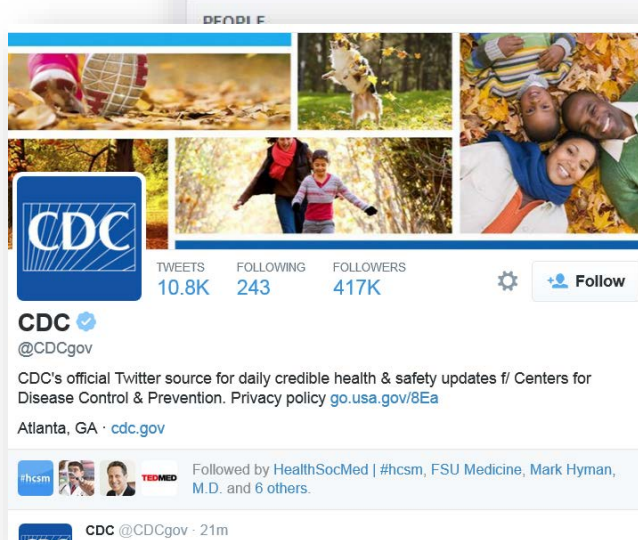 PEOPLE
CDC
TWEETS FOLLOWING FOLLOWERS
10.8K 243 417K
Follow
CDC
@CDCgov
CDC's official Twitter source for daily credible health & safety updates f/ Centers for
Disease Control & Prevention. Privacy policy go.usa.gov/8Ea
Atlanta, GA · cdc.gov
#hcsm
TEDMED
Followed by HealthSocMed | #hcsm, FSU Medicine, Mark Hyman,
M.D. and 6 others.
CDC @CDCgov · 21m